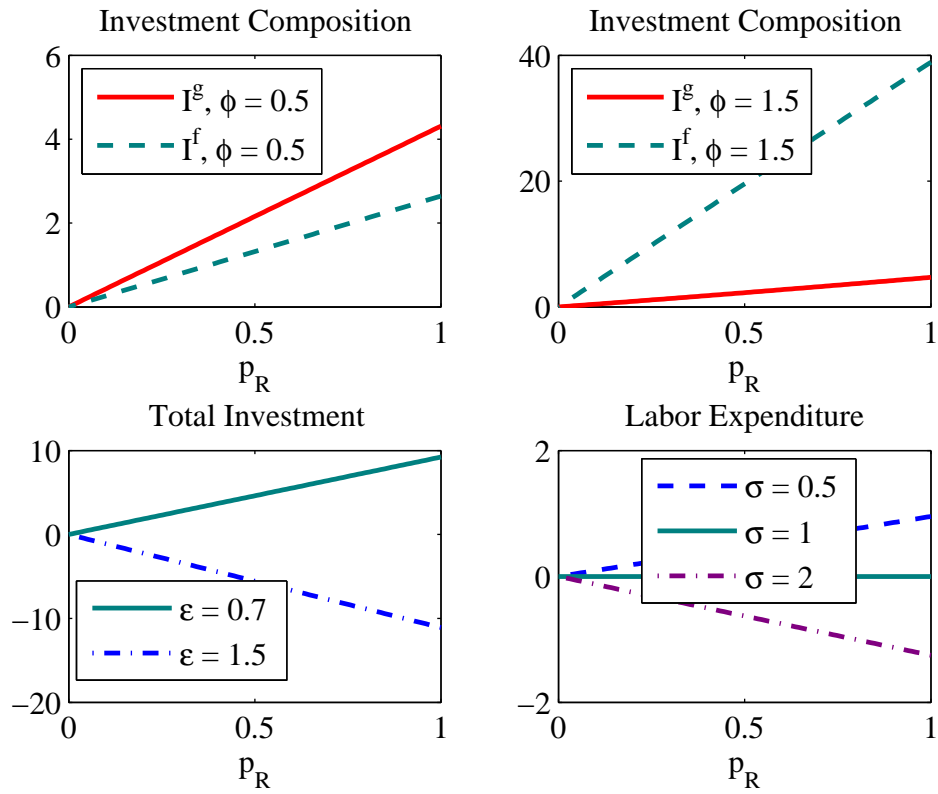 Investment Composition
6
4
2
0
I^g, ϕ = 0.5
I^f, ϕ = 0.5
0 0.5 1
p_R
Investment Composition
40
20
0
I^g, ϕ = 1.5
I^f, ϕ = 1.5
0 0.5 1
p_R
Total Investment
10
0
−10
−20
ε = 0.7
ε = 1.5
0 0.5 1
p_R
Labor Expenditure
2
0
−2
σ = 0.5
σ = 1
σ = 2
0 0.5 1
p_R